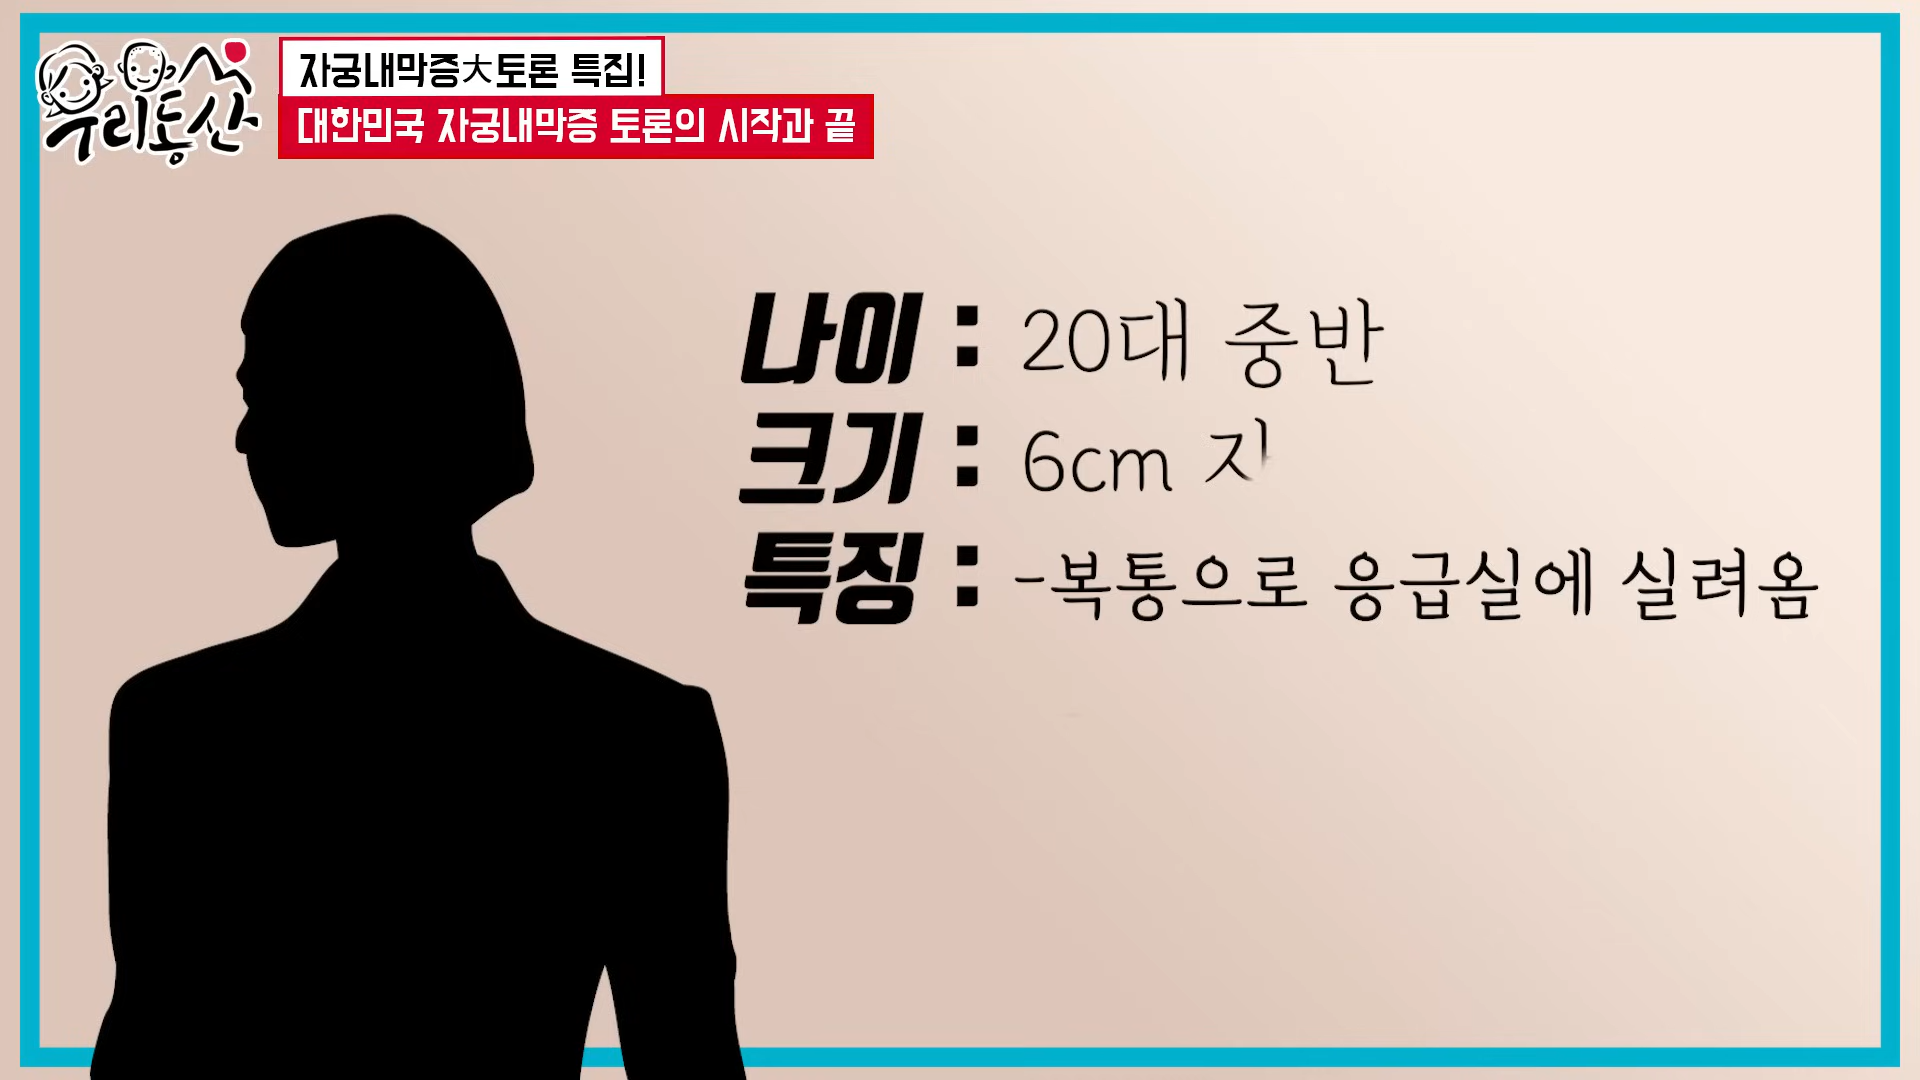 우리동산
자궁내막증大토론 특집!
대한민국 자궁내막증 토론의 시작과 끝
나이 : 20대 중반
크기 : 6cm
특징 : -복통으로 응급실에 실려옴